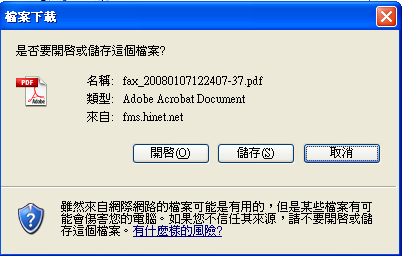 檔案下載
是否要開啟或儲存這個檔案?
PDF
Adobe
名稱: fax_20080107122407-37.pdf
類型: Adobe Acrobat Document
來自: fms.hinet.net
開啟(O) 儲存(S) 取消
雖然來自網際網路的檔案可能是有用的，但是某些檔案有可
能會傷害您的電腦。如果您不信任其來源，請不要開啟或儲
存這個檔案。有什麼樣的風險?